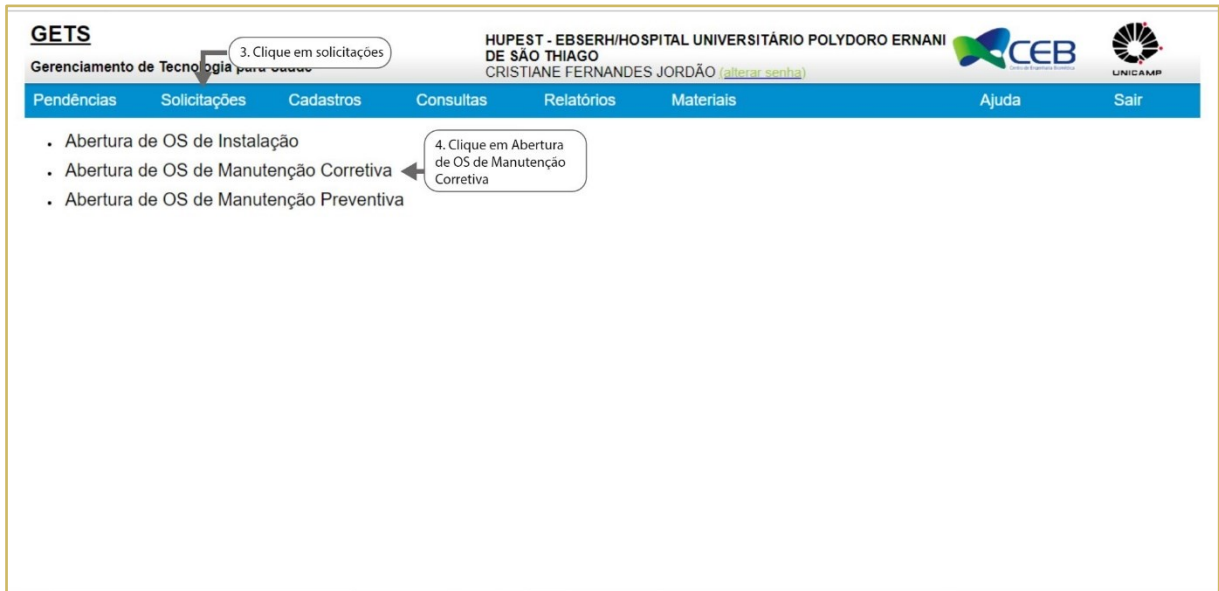 GETS
3. Clique em solicitações
HUPEST - EBSERH/HOSPITAL UNIVERSITÁRIO POLYDORO ERNANI
DE SÃO THIAGO
Gerenciamento de Tecnologia para Saúde
CRISTIANE FERNANDES JORDÃO (alterar senha)
CEB
UNICAMP
Pendências Solicitações Cadastros Consultas Relatórios Materiais Ajuda Sair
• Abertura de OS de Instalação
• Abertura de OS de Manutenção Corretiva
• Abertura de OS de Manutenção Preventiva
4. Clique em Abertura
de OS de Manutenção
Corretiva